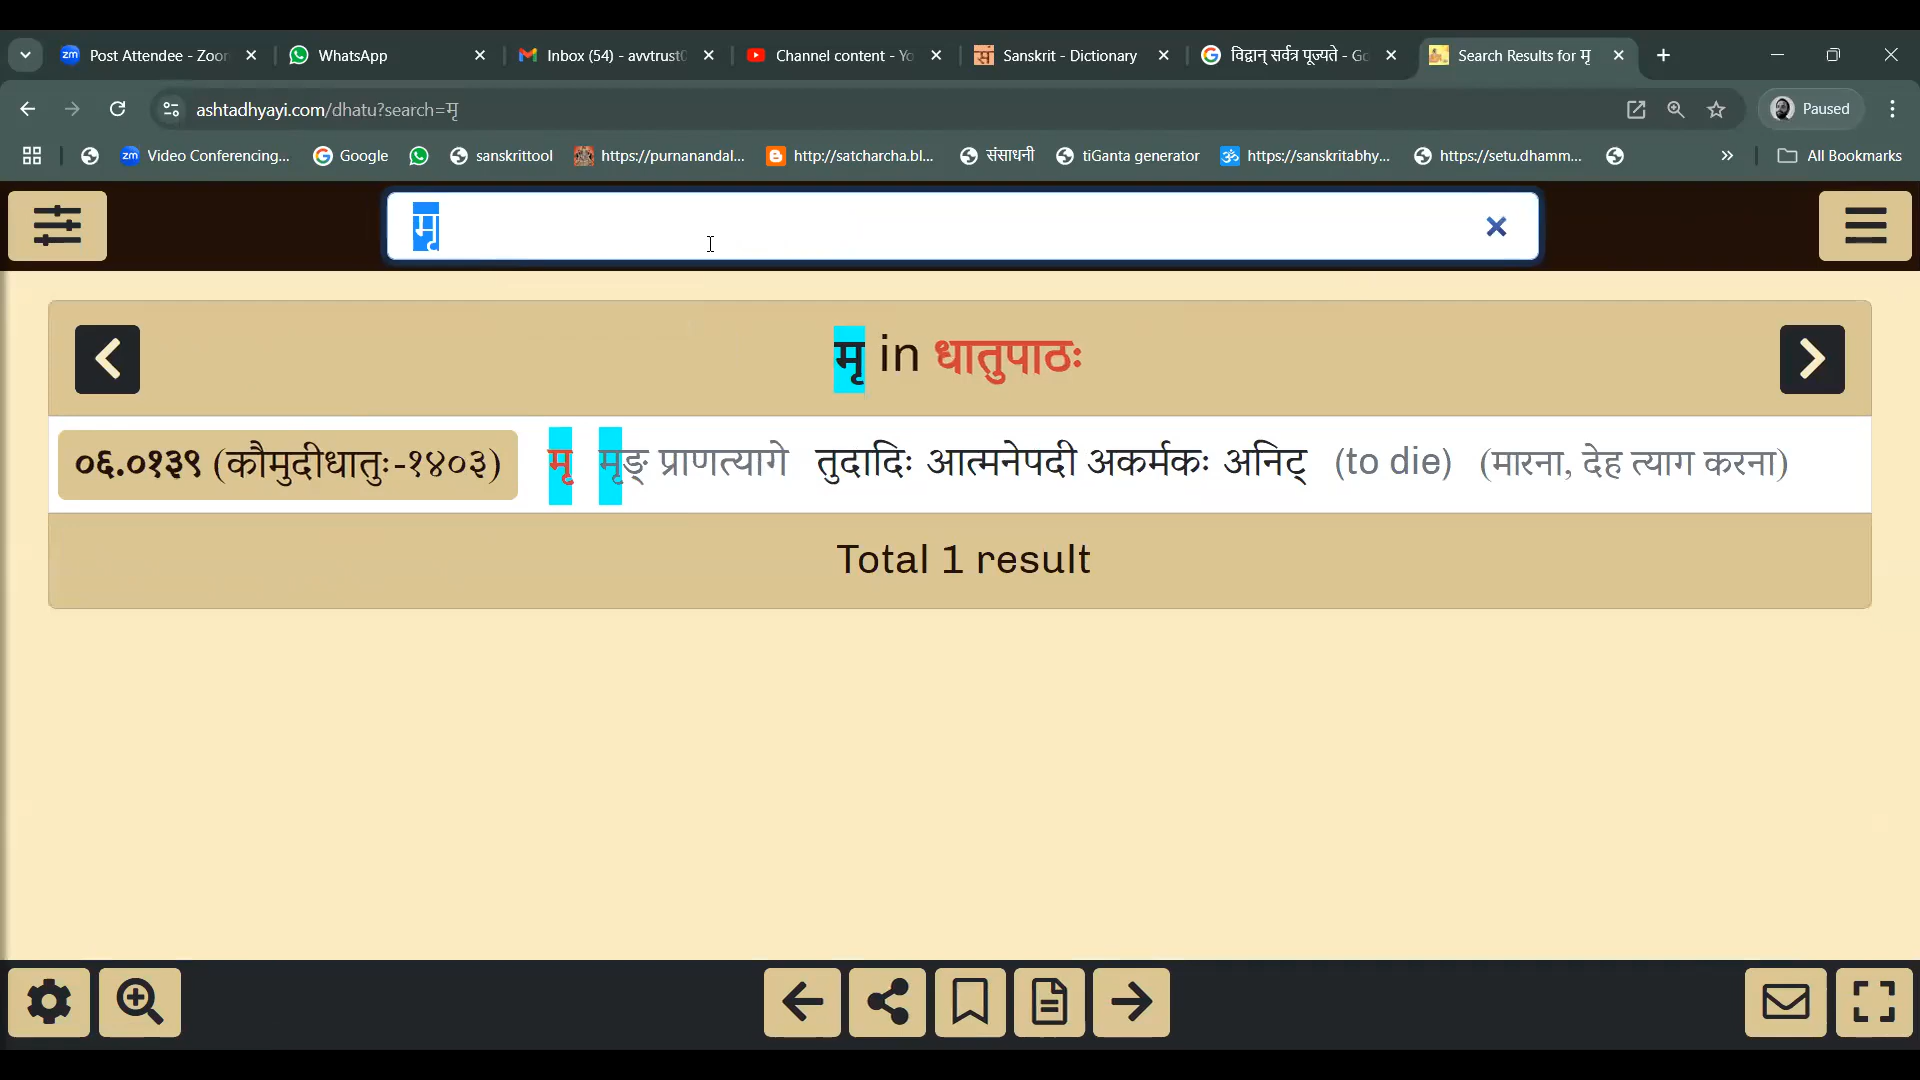 Post Attendee - Zoom
WhatsApp
Inbox (54) - avvtrust
Channel content - Yo
Sanskrit - Dictionary
विद्वान् सर्वत्र पूज्यते - Go
Search Results for मृ
ashtadhyayi.com/dhatu?search=मृ
Paused
Video Conferencing...
Google
sanskrittool
https://purnanandal...
http://satcharcha.bl...
संसाधनी
tiGanta generator
https://sanskritabhy...
https://setu.dhamm...
All Bookmarks
मृ
मृ in धातुपाठः
०६.०१३९ (कौमुदीधातुः-१४०३) मृ मृङ् प्राणत्यागे तुदादिः आत्मनेपदी अकर्मकः अनिट् (to die) (मारना, देह त्याग करना)
Total 1 result